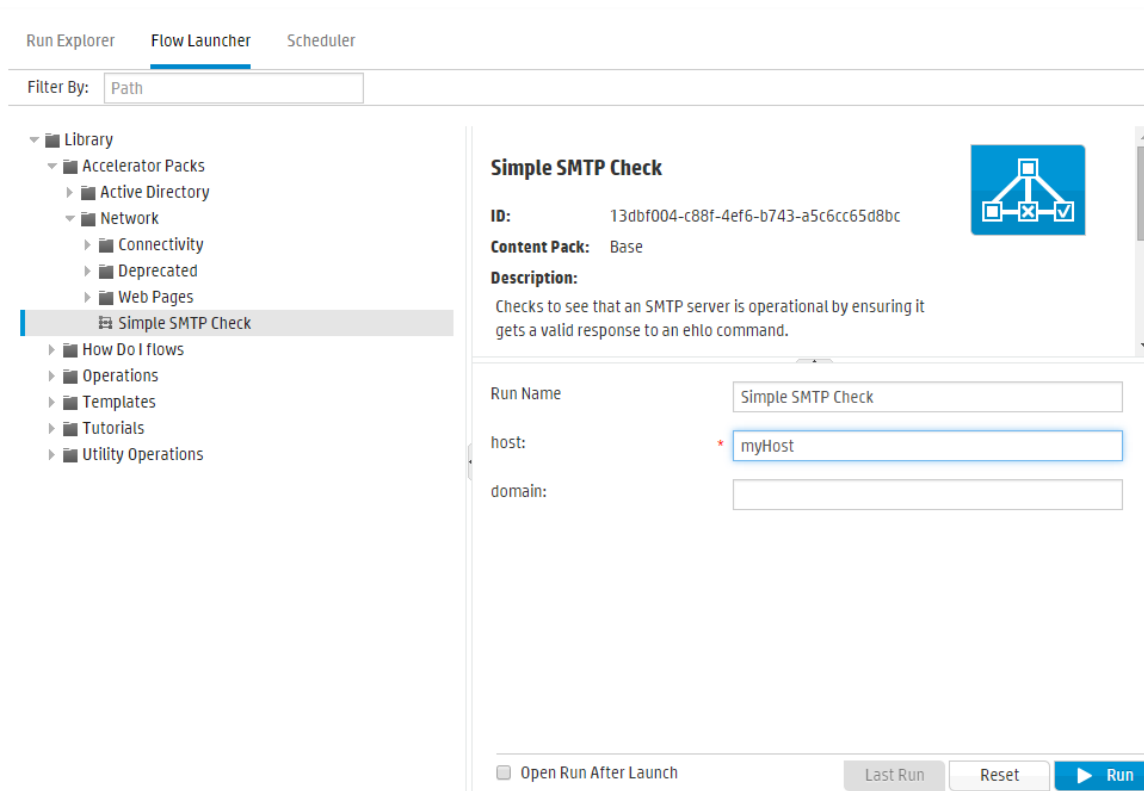 Run Explorer Flow Launcher Scheduler
Filter By: Path
Library
Accelerator Packs
Active Directory
Network
Connectivity
Deprecated
Web Pages
Simple SMTP Check
How Do I flows
Operations
Templates
Tutorials
Utility Operations
Simple SMTP Check
ID: 13dbf004-c88f-4ef6-b743-a5c6cc65d8bc
Content Pack: Base
Description:
Checks to see that an SMTP server is operational by ensuring it
gets a valid response to an ehlo command.
Run Name Simple SMTP Check
host: * myHost
domain:
Open Run After Launch Last Run Reset Run